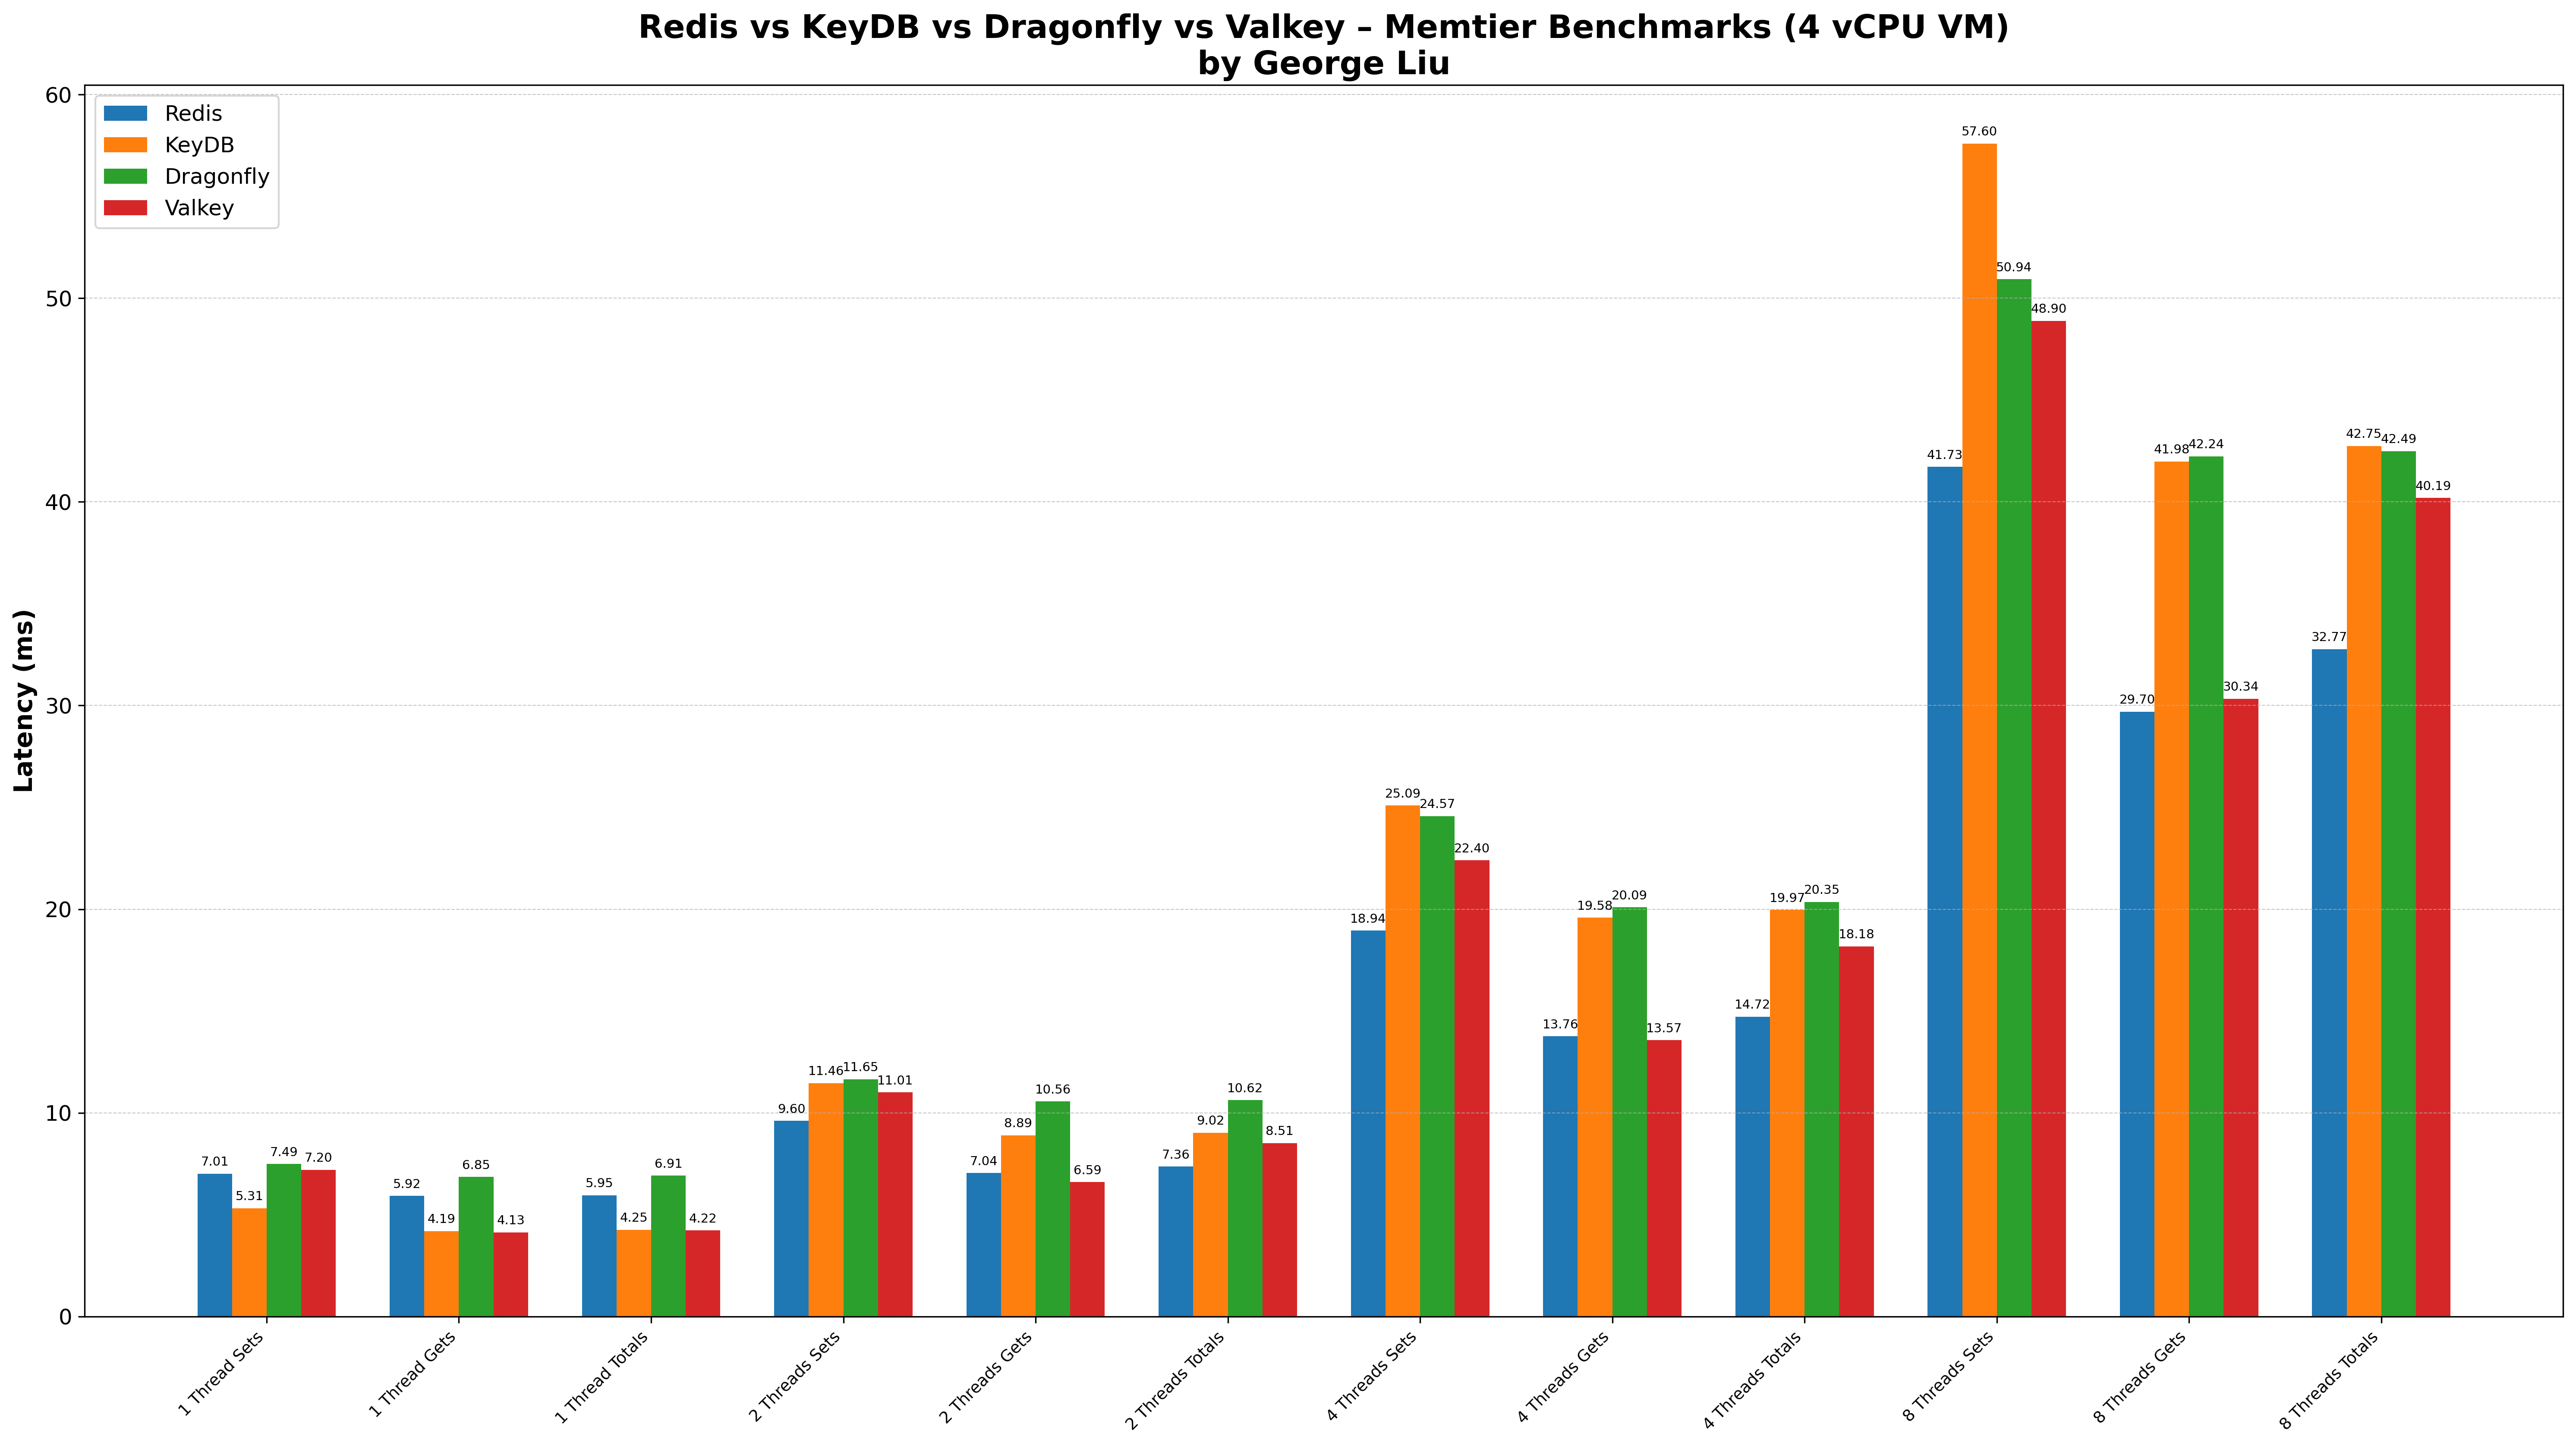 Redis vs KeyDB vs Dragonfly vs Valkey – Memtier Benchmarks (4 vCPU VM)
by George Liu
Redis
KeyDB
Dragonfly
Valkey
Latency (ms)
60
50
40
30
20
10
0
7.01
5.31
7.49
7.20
5.92
4.19
6.85
4.13
5.95
4.25
6.91
4.22
9.60
11.46
11.65
11.01
7.04
8.89
10.56
6.59
7.36
9.02
10.62
8.51
18.94
25.09
24.57
22.40
13.76
19.58
20.09
13.57
14.72
19.97
20.35
18.18
41.73
57.60
50.94
48.90
29.70
41.98
42.24
30.34
32.77
42.75
42.49
40.19
1 Thread Sets
1 Thread Gets
1 Thread Totals
2 Threads Sets
2 Threads Gets
2 Threads Totals
4 Threads Sets
4 Threads Gets
4 Threads Totals
8 Threads Sets
8 Threads Gets
8 Threads Totals